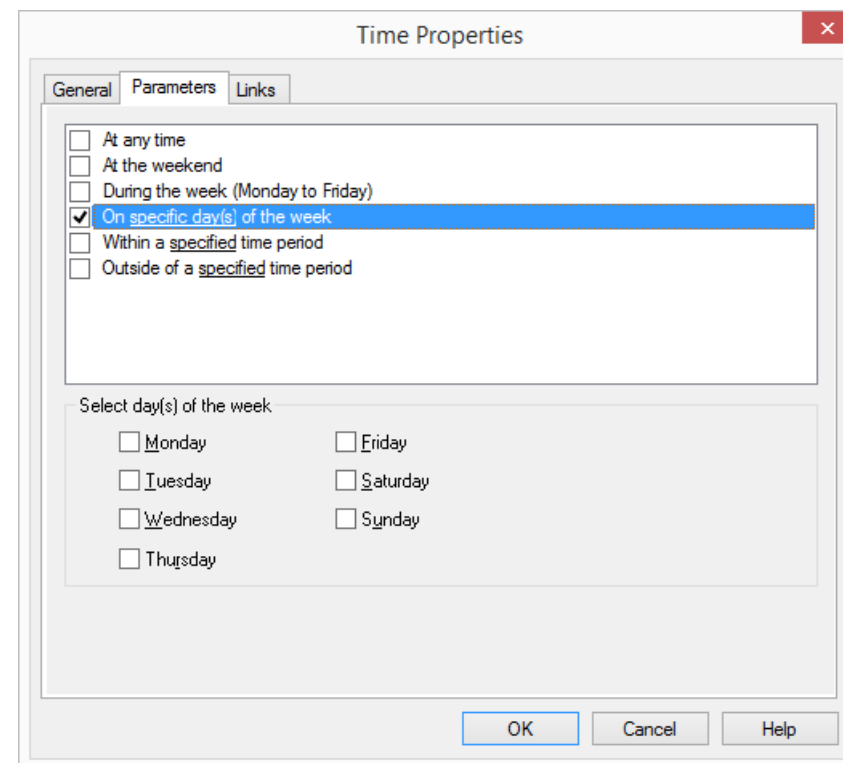 Time Properties
General Parameters Links
At any time
At the weekend
During the week (Monday to Friday)
On specific day(s) of the week
Within a specified time period
Outside of a specified time period
Select day(s) of the week
Monday Friday
Tuesday Saturday
Wednesday Sunday
Thursday
OK Cancel Help